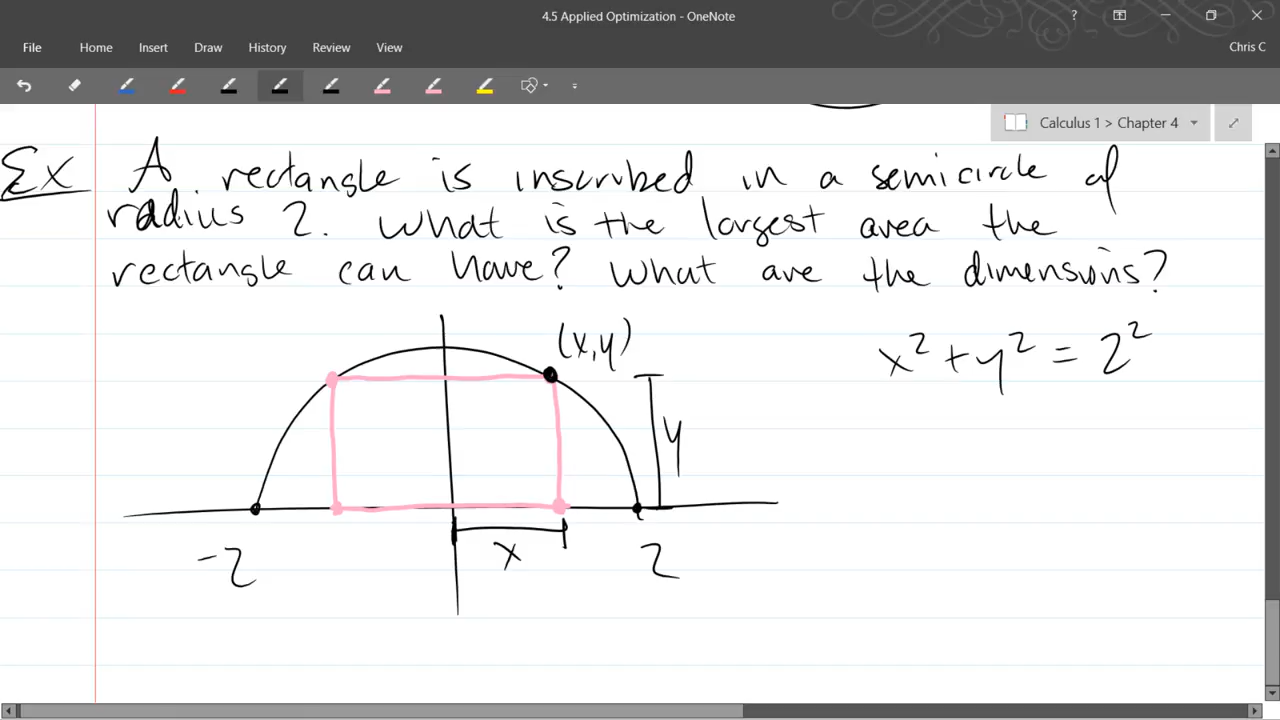 4.5 Applied Optimization - OneNote
?
File Home Insert Draw History Review View
Chris C
Calculus 1 > Chapter 4
Ex A rectangle is inscribed in a semicircle of
radius 2. What is the largest area the
rectangle can have? What are the dimensions?
(x,y)
x² + y² = 2²
y
x
-2
2